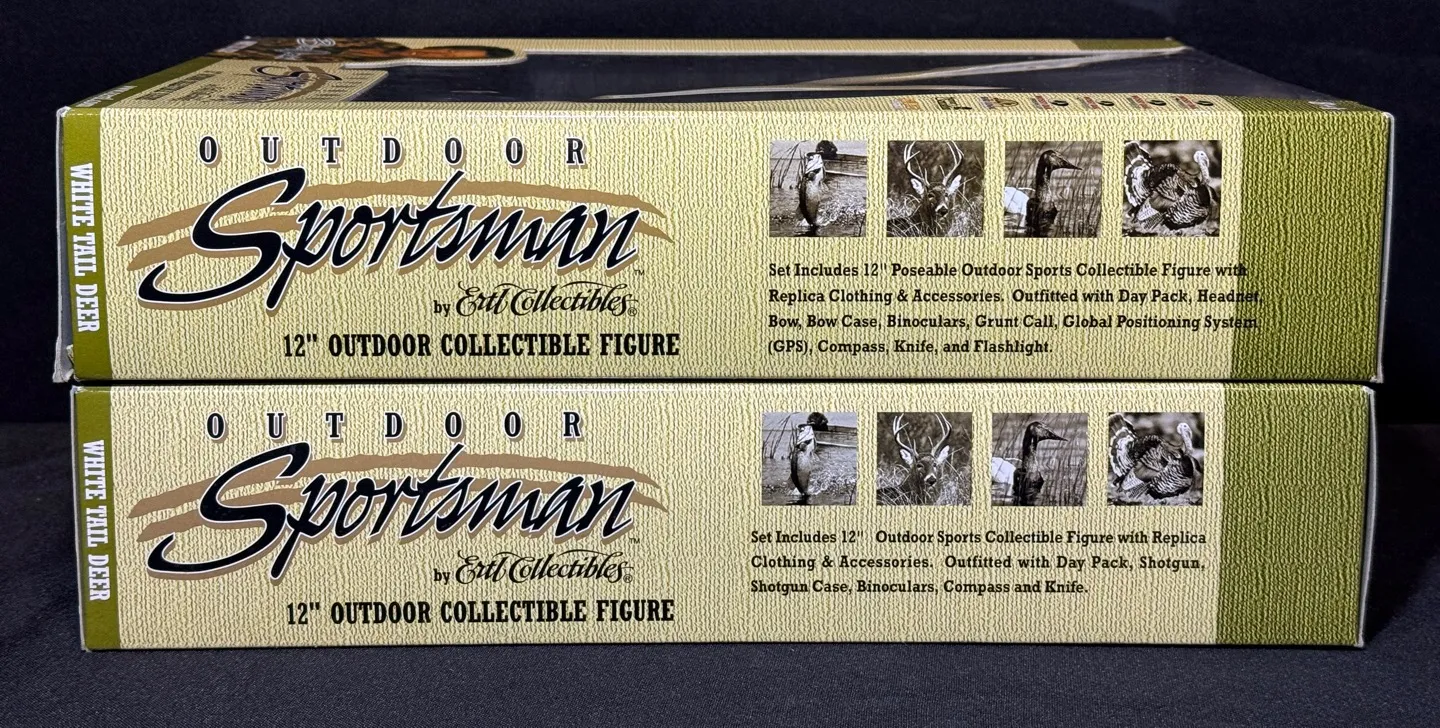 Sportsman
WHITE TAIL DEER
OUTDOOR
Sportsman™
by Ertl Collectibles®
12" OUTDOOR COLLECTIBLE FIGURE
Set Includes 12" Poseable Outdoor Sports Collectible Figure with
Replica Clothing & Accessories. Outfitted with Day Pack, Headnet,
Bow, Bow Case, Binoculars, Grunt Call, Global Positioning System
(GPS), Compass, Knife, and Flashlight.
WHITE TAIL DEER
OUTDOOR
Sportsman™
by Ertl Collectibles®
12" OUTDOOR COLLECTIBLE FIGURE
Set Includes 12" Outdoor Sports Collectible Figure with Replica
Clothing & Accessories. Outfitted with Day Pack, Shotgun,
Shotgun Case, Binoculars, Compass and Knife.